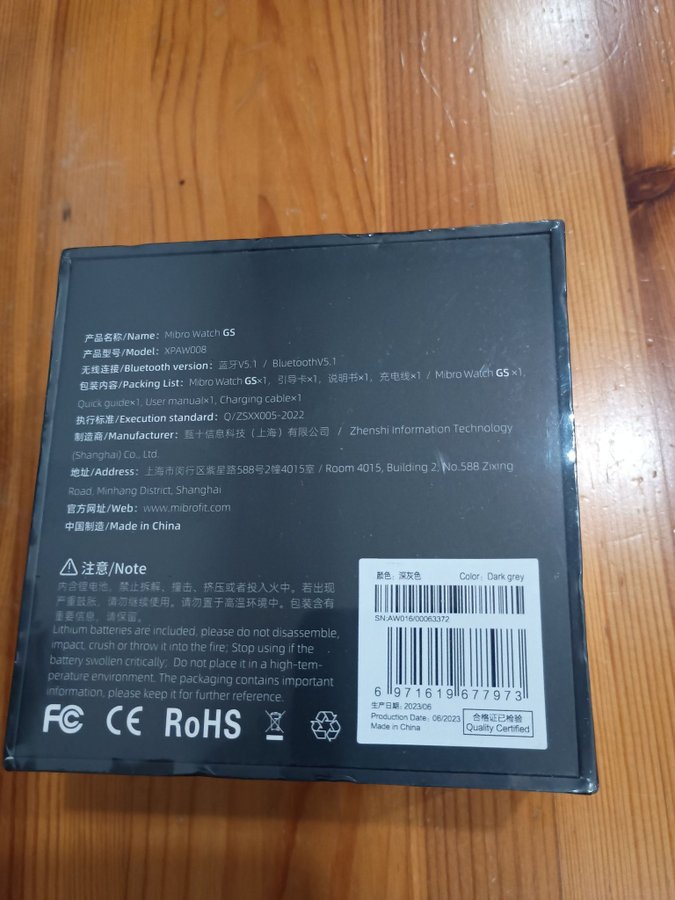 产品名称/Name: Mibro Watch GS
产品型号/Model: XPAW008
无线连接/Bluetooth version: 蓝牙V5.1 / BluetoothV5.1
包装内容/Packing List: Mibro Watch GS×1, 引导卡×1, 说明书×1, 充电线×1 / Mibro Watch GS ×1,
Quick guide×1, User manual×1, Charging cable×1
执行标准/Execution standard: Q/ZSXX005-2022
制造商/Manufacturer: 甄十信息科技（上海）有限公司 / Zhenshi Information Technology
(Shanghai) Co., Ltd.
地址/Address: 上海市闵行区紫星路588号2幢4015室 / Room 4015, Building 2, No.588 Zixing
Road, Minhang District, Shanghai
官方网址/Web: www.mibrofit.com
中国制造/Made in China
注意/Note
内含锂电池，禁止拆解、撞击、挤压或者投入火中。若出现
严重鼓胀，请勿继续使用。请勿置于高温环境中。包装含有
重要信息，请保留。
Lithium batteries are included, please do not disassemble,
impact, crush or throw it into the fire; Stop using if the
battery swollen critically; Do not place it in a high-tem-
perature environment. The packaging contains important
information, please keep it for further reference.
FC CE RoHS
颜色: 深灰色 Color: Dark grey
SN:AW016/00063372
6 971619 677973
生产日期: 2023/06
Production Date: 06/2023
Made in China
合格证已检验
Quality Certified